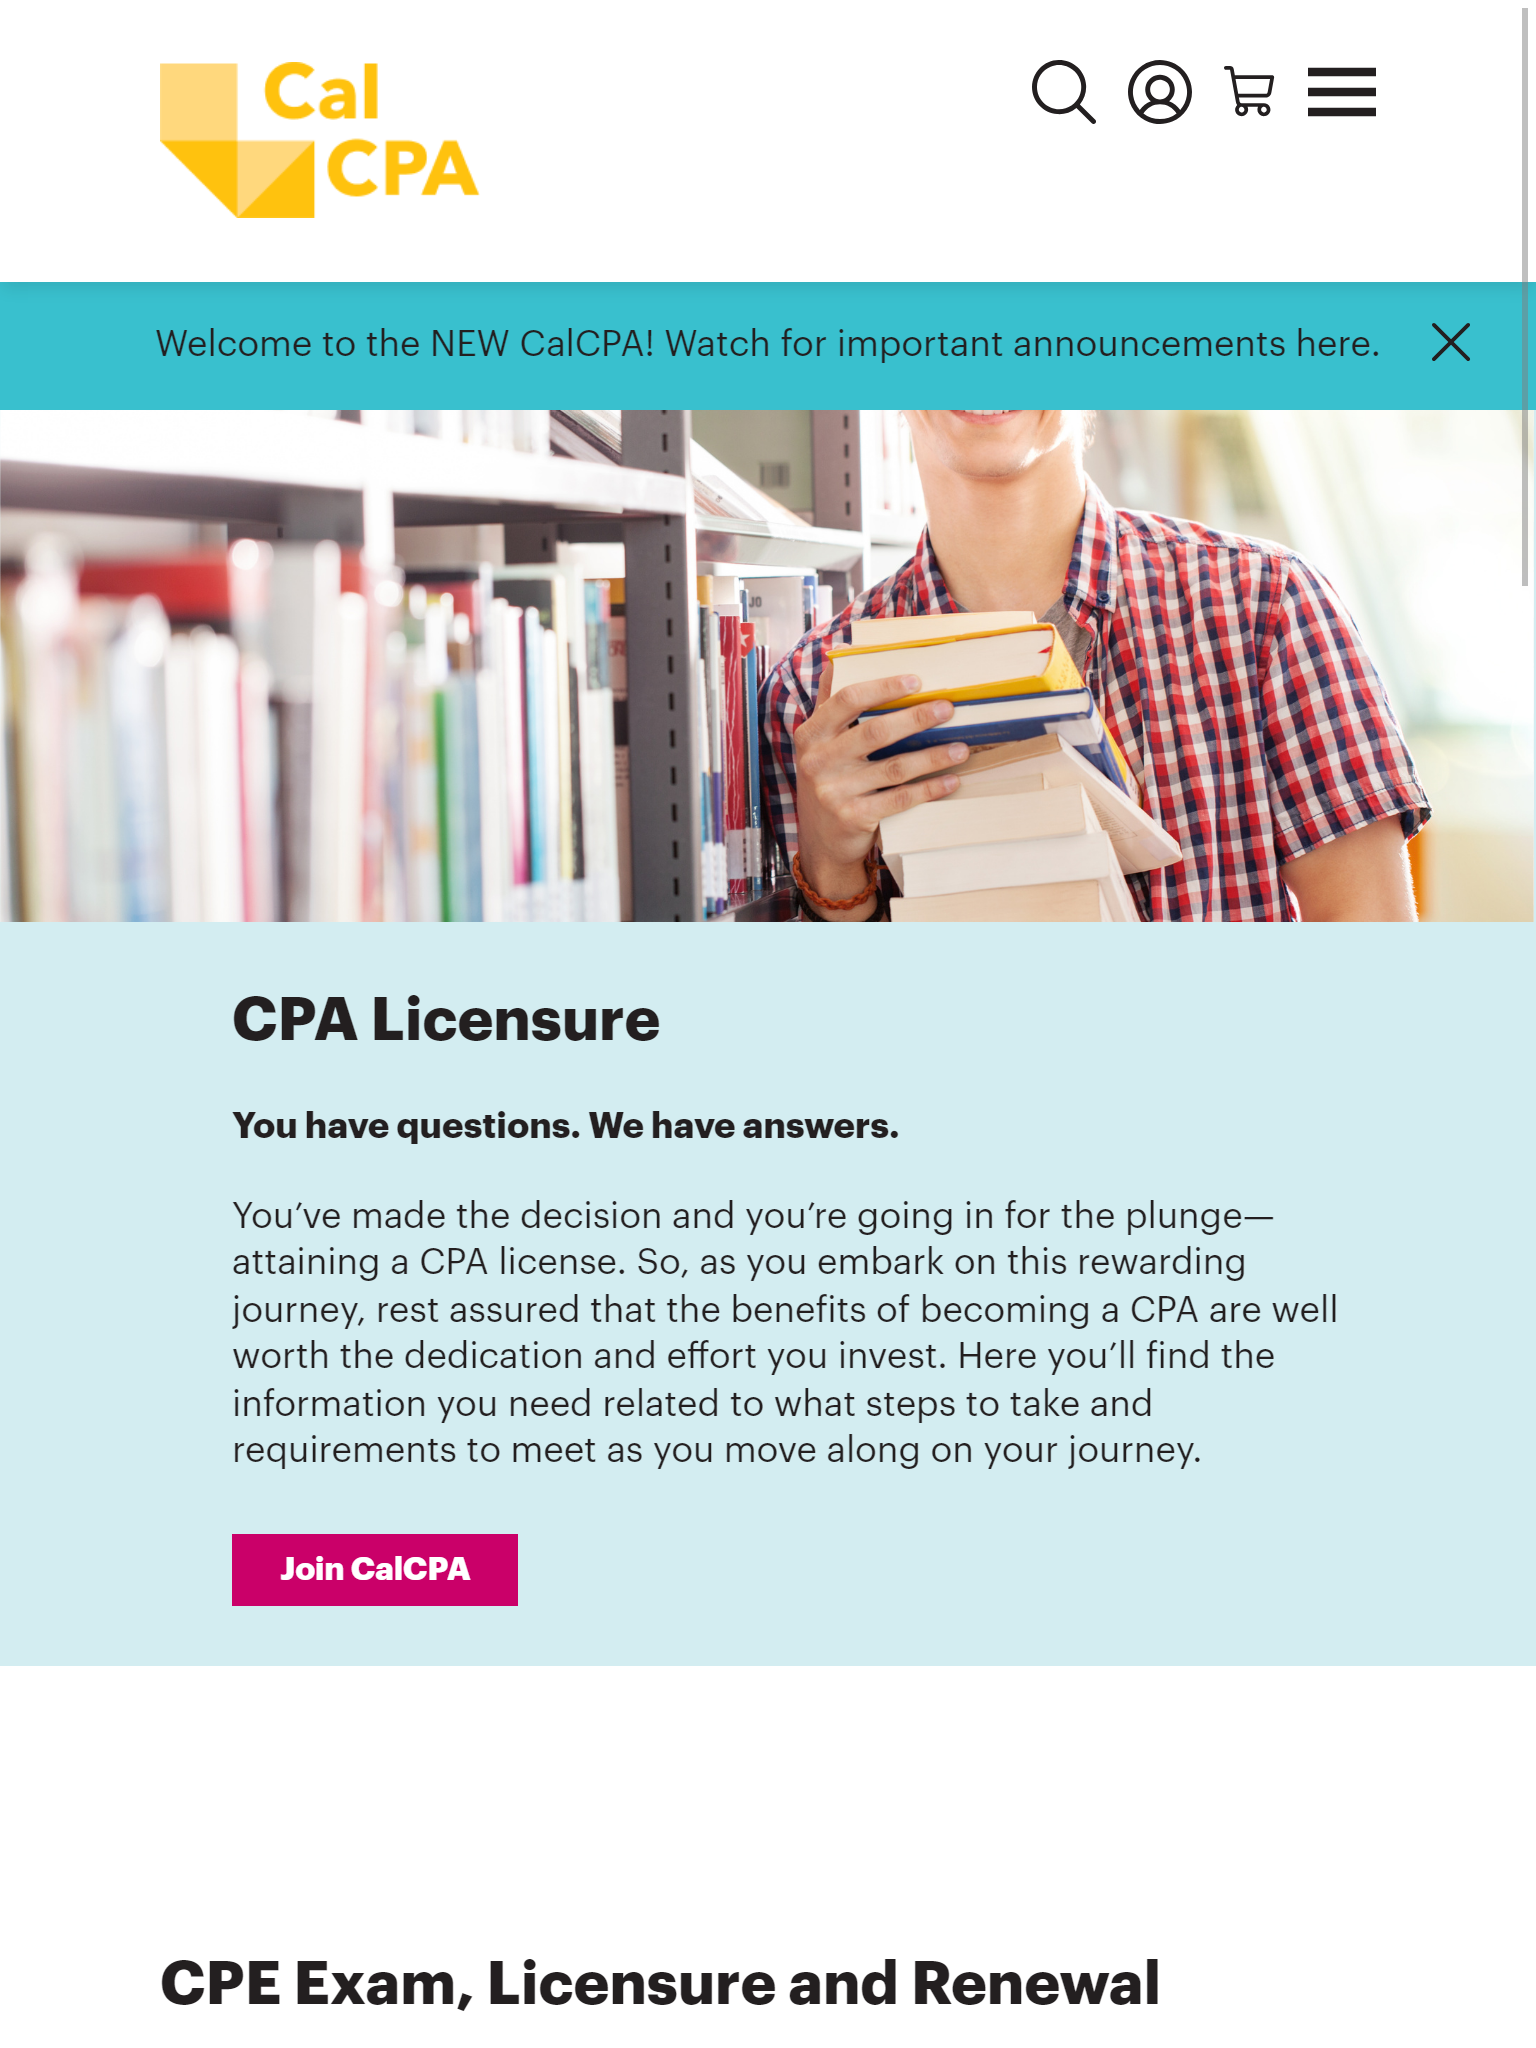 Cal
CPA
Welcome to the NEW CalCPA! Watch for important announcements here.
JO
CPA Licensure
You have questions. We have answers.
You’ve made the decision and you’re going in for the plunge—
attaining a CPA license. So, as you embark on this rewarding
journey, rest assured that the benefits of becoming a CPA are well
worth the dedication and effort you invest. Here you’ll find the
information you need related to what steps to take and
requirements to meet as you move along on your journey.
Join CalCPA
CPE Exam, Licensure and Renewal